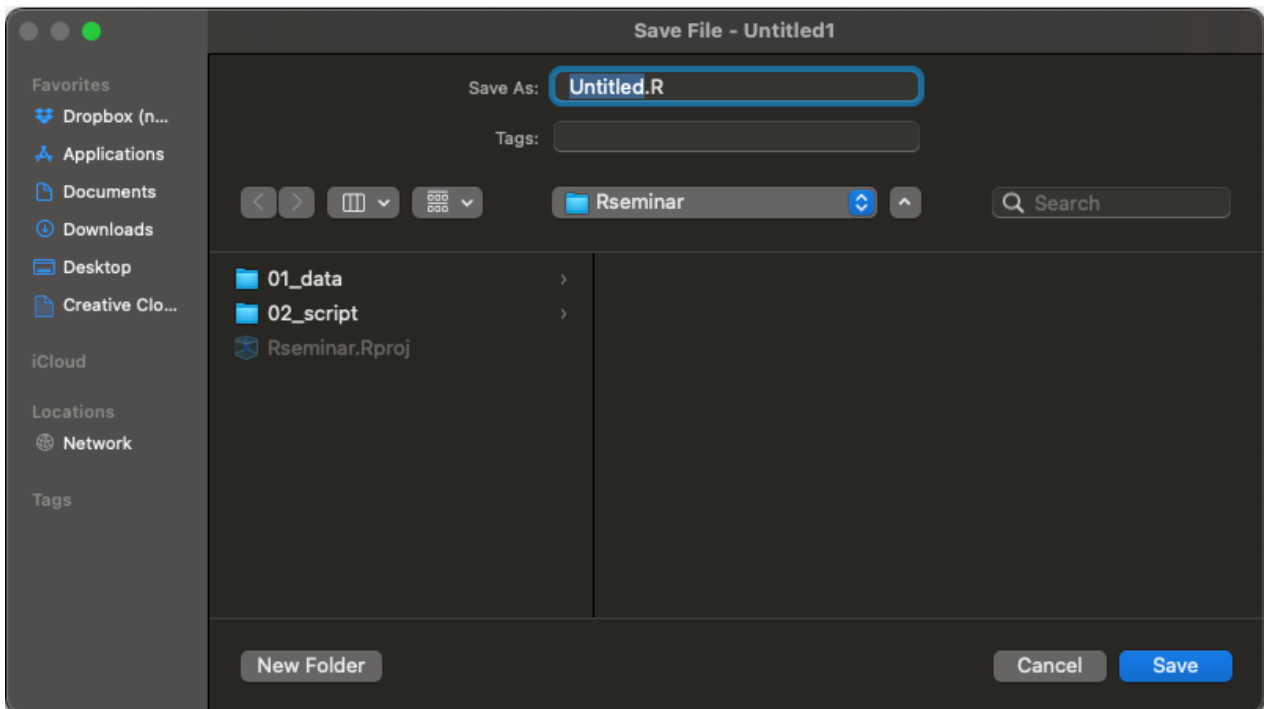 Save File - Untitled1
Favorites
Dropbox (n...
Applications
Documents
Downloads
Desktop
Creative Clo...
iCloud
Locations
Network
Tags
Save As: Untitled.R
Tags:
Rseminar
Search
01_data
02_script
Rseminar.Rproj
New Folder
Cancel
Save